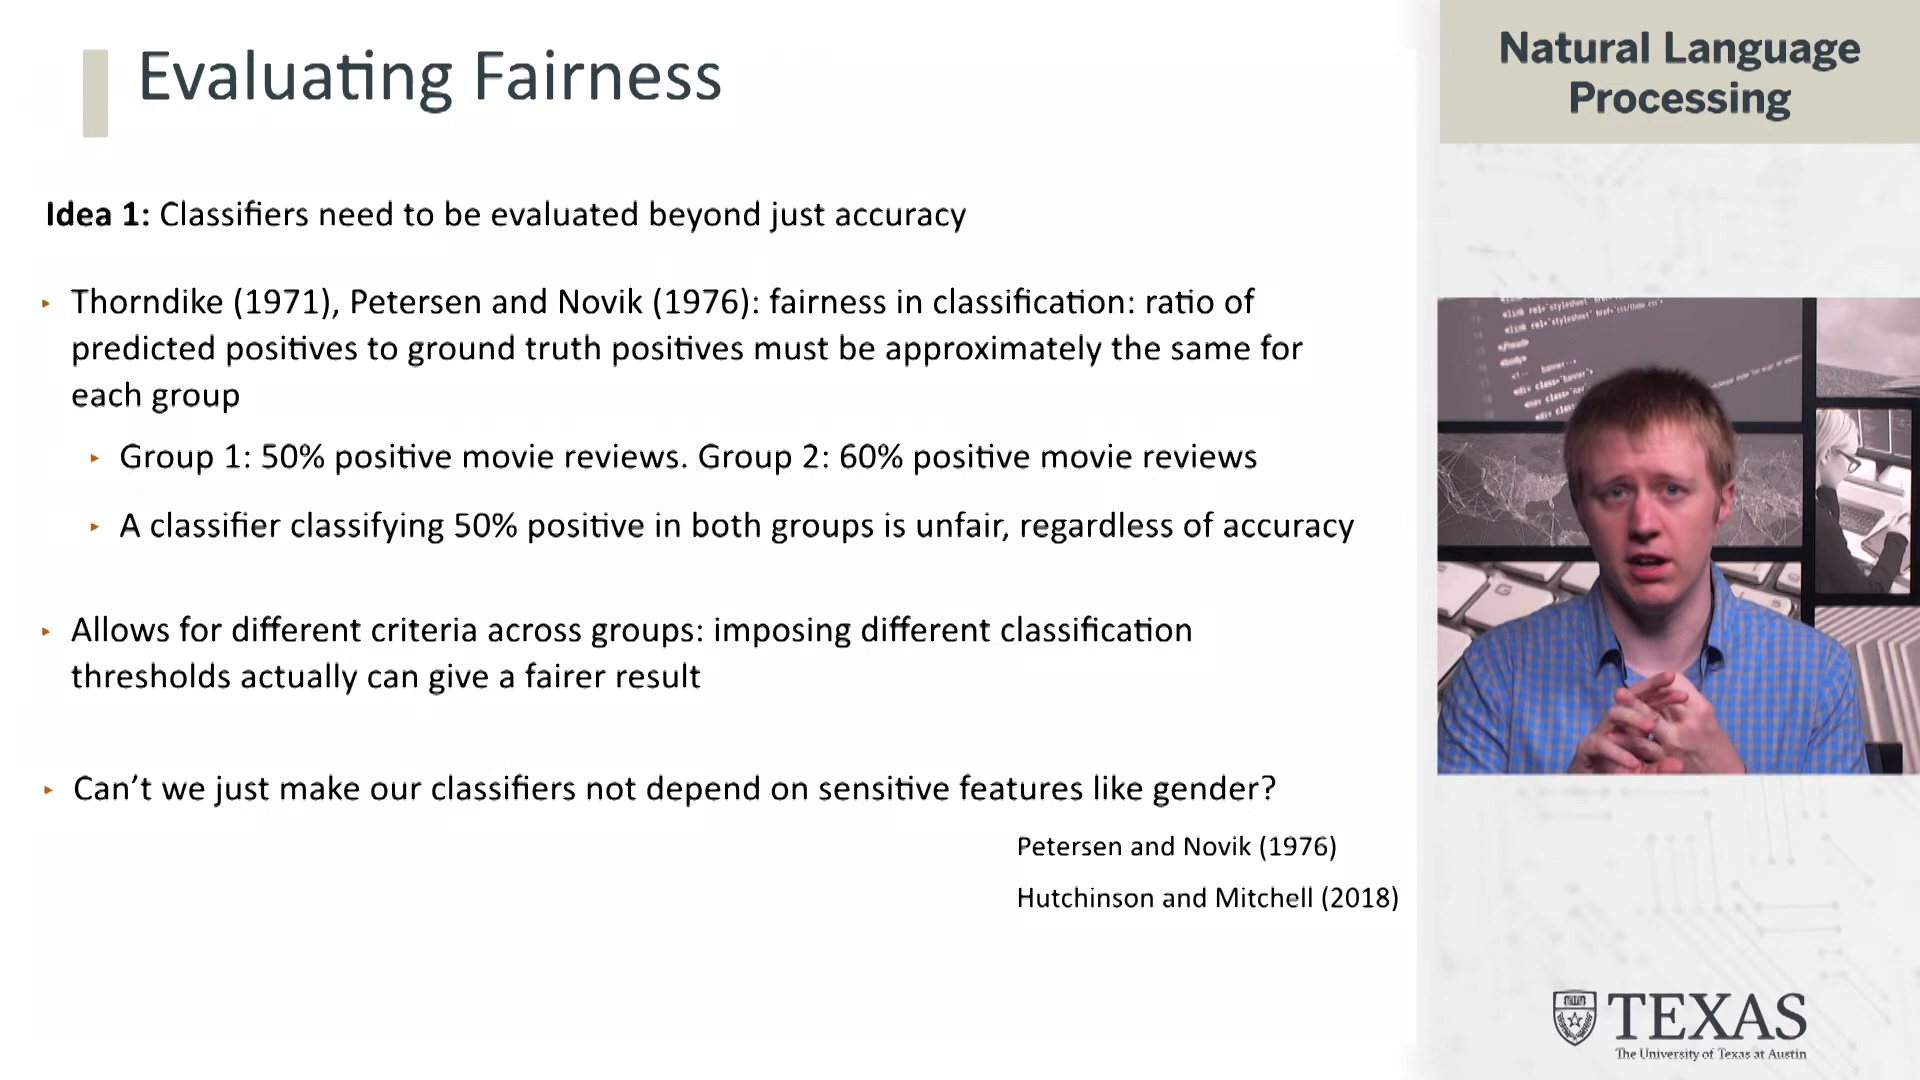 Evaluating Fairness
Idea 1: Classifiers need to be evaluated beyond just accuracy
‣ Thorndike (1971), Petersen and Novik (1976): fairness in classification: ratio of
predicted positives to ground truth positives must be approximately the same for
each group
‣ Group 1: 50% positive movie reviews. Group 2: 60% positive movie reviews
‣ A classifier classifying 50% positive in both groups is unfair, regardless of accuracy
‣ Allows for different criteria across groups: imposing different classification
thresholds actually can give a fairer result
‣ Can’t we just make our classifiers not depend on sensitive features like gender?
Petersen and Novik (1976)
Hutchinson and Mitchell (2018)
Natural Language
Processing
TEXAS
The University of Texas at Austin